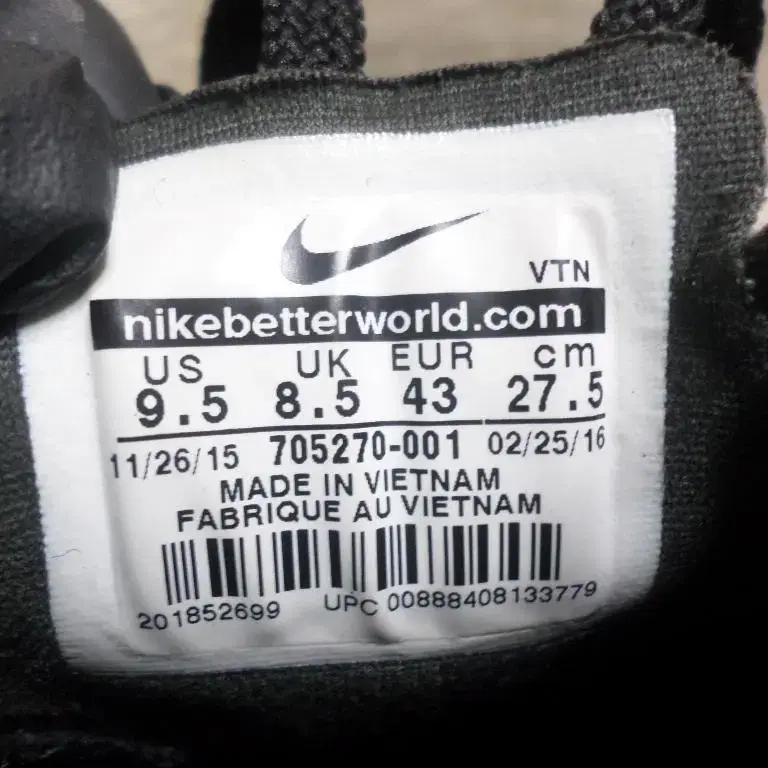 VTN
nikebetterworld.com
US UK EUR cm
9.5 8.5 43 27.5
11/26/15 705270-001 02/25/16
MADE IN VIETNAM
FABRIQUE AU VIETNAM
201852699 UPC 00888408133779